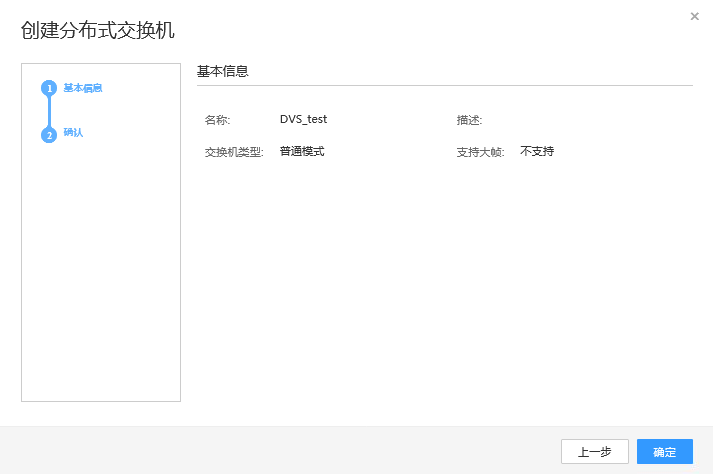 创建分布式交换机
1 基本信息
2 确认
基本信息
名称: DVS_test 描述:
交换机类型: 普通模式 支持大帧: 不支持
上一步 确定